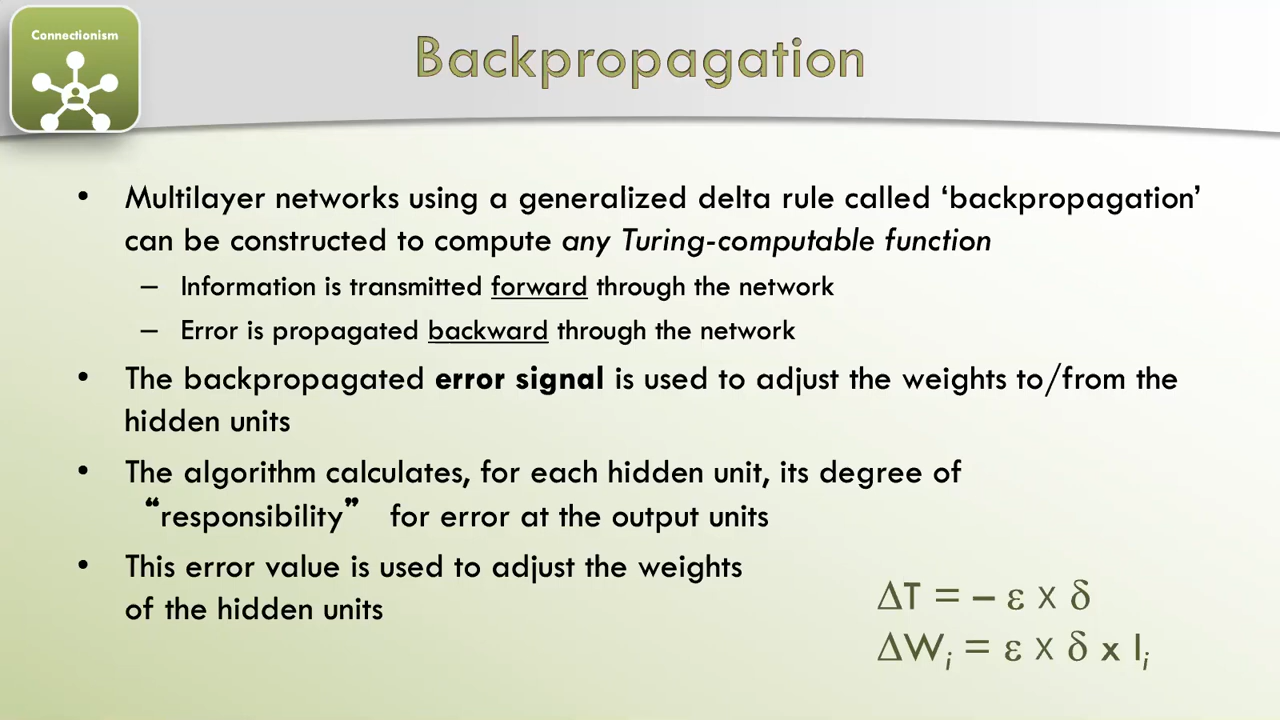 Connectionism
Backpropagation
• Multilayer networks using a generalized delta rule called ‘backpropagation’
can be constructed to compute any Turing-computable function
– Information is transmitted forward through the network
– Error is propagated backward through the network
• The backpropagated error signal is used to adjust the weights to/from the
hidden units
• The algorithm calculates, for each hidden unit, its degree of
“responsibility” for error at the output units
• This error value is used to adjust the weights
of the hidden units
ΔT = – ε x δ
ΔWᵢ = ε x δ x Iᵢ